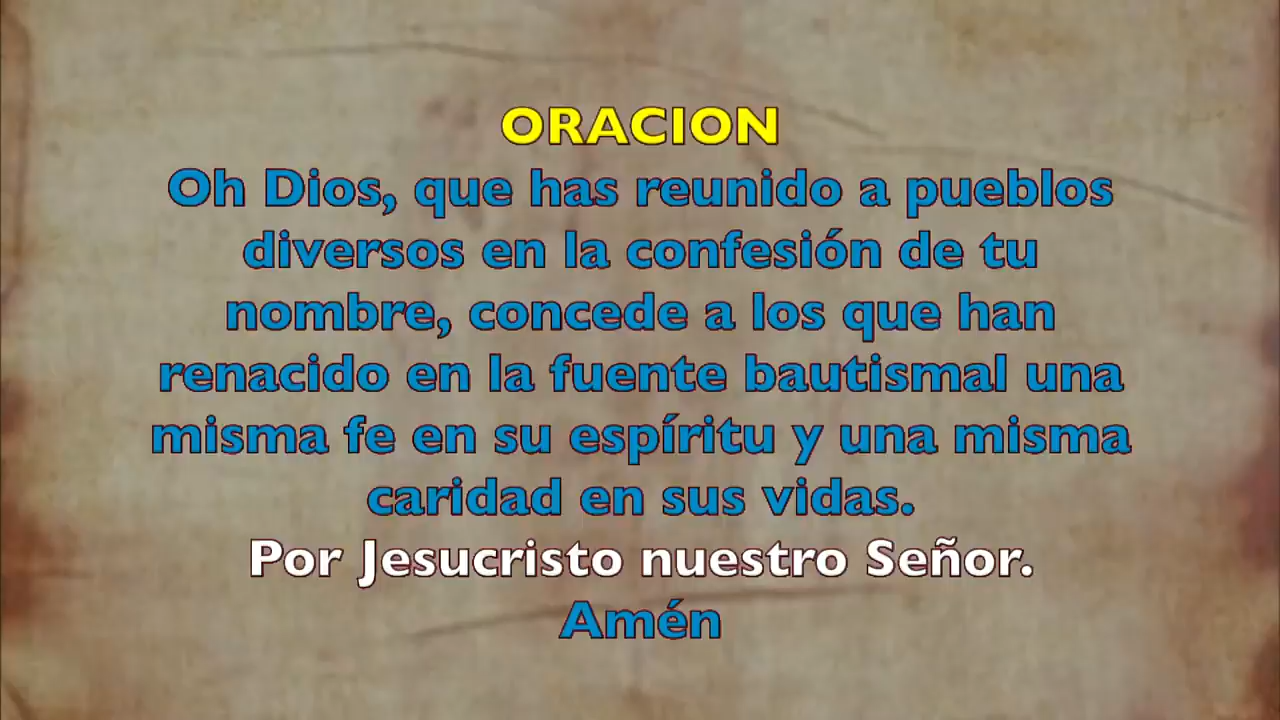 ORACION
Oh Dios, que has reunido a pueblos
diversos en la confesión de tu
nombre, concede a los que han
renacido en la fuente bautismal una
misma fe en su espíritu y una misma
caridad en sus vidas.
Por Jesucristo nuestro Señor.
Amén